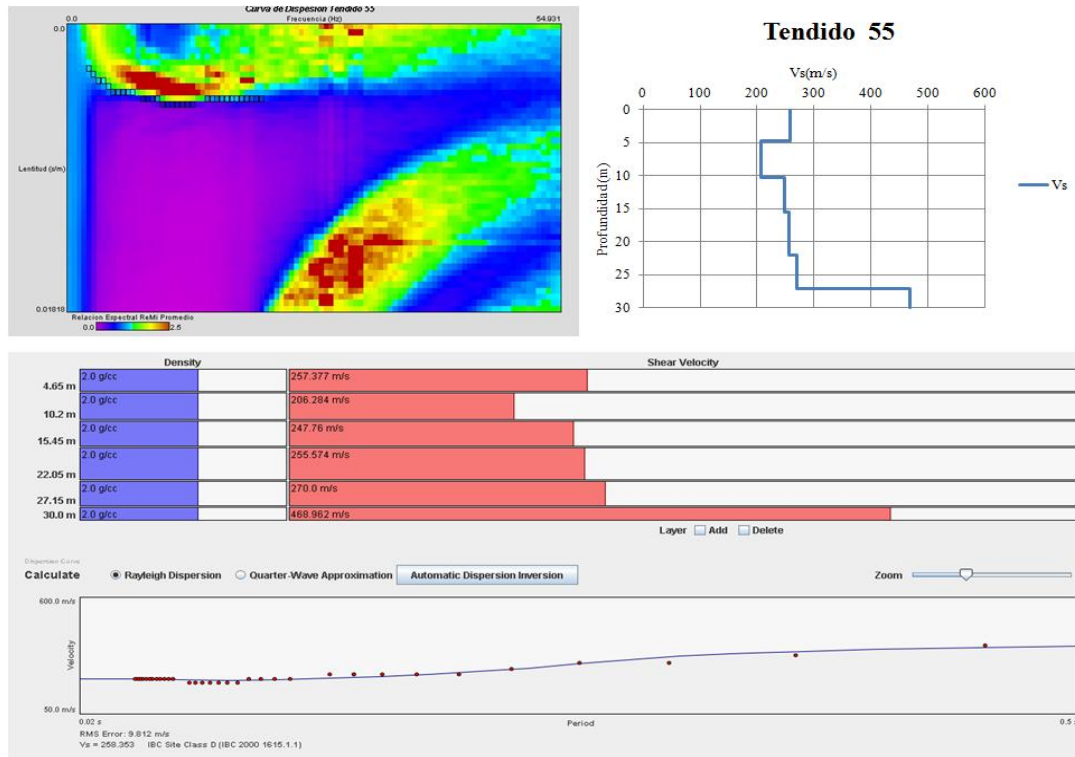 Curva de Dispesión Tendido 55
0.0 Frecuencia (Hz) 54.931
0.0
Lentitud (s/m)
0.01818
Relacion Espectral ReMi Promedio
0.0 2.5
Tendido 55
Vs(m/s)
0 100 200 300 400 500 600
0
5
10
15
20
25
30
Profundidad(m)
Vs
Density Shear Velocity
4.65 m 2.0 g/cc 257.377 m/s
10.2 m 2.0 g/cc 206.284 m/s
15.45 m 2.0 g/cc 247.76 m/s
22.05 m 2.0 g/cc 255.574 m/s
27.15 m 2.0 g/cc 270.0 m/s
30.0 m 2.0 g/cc 468.962 m/s
Layer Add Delete
Dispersion Curve
Calculate Rayleigh Dispersion Quarter-Wave Approximation Automatic Dispersion Inversion Zoom
600.0 m/s
Velocity
50.0 m/s
0.02 s Period 0.5 s
RMS Error: 9.812 m/s
Vs = 258.353 IBC Site Class D (IBC 2000 1615.1.1)